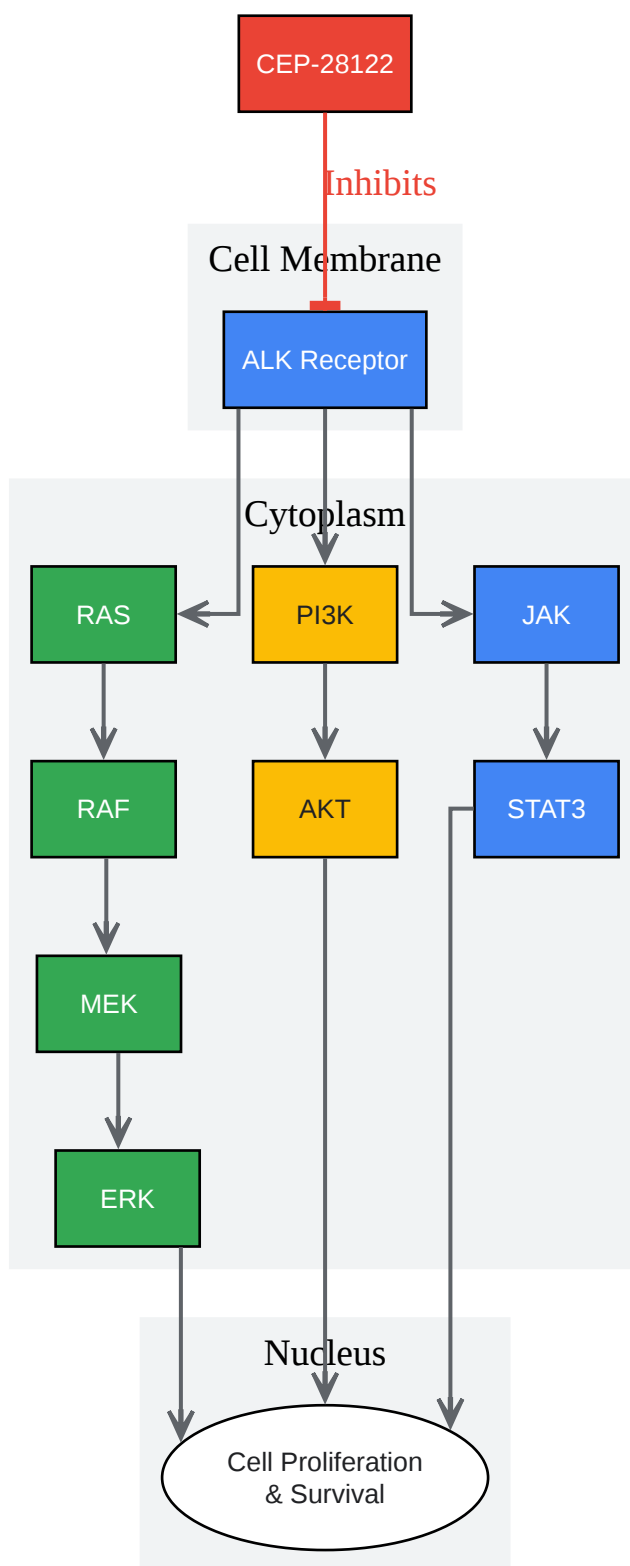 CEP-28122
Inhibits
Cell Membrane
ALK Receptor
Cytoplasm
RAS
PI3K
JAK
RAF
AKT
STAT3
MEK
ERK
Nucleus
Cell Proliferation
& Survival